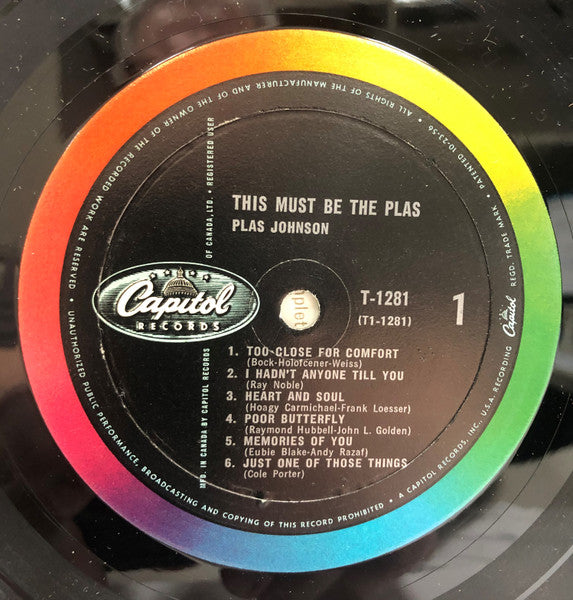 THIS MUST BE THE PLAS
PLAS JOHNSON
Capitol
RECORDS
T-1281
(T1-1281)
1
1. TOO CLOSE FOR COMFORT
(Bock-Holofcener-Weiss)
2. I HADN'T ANYONE TILL YOU
(Ray Noble)
3. HEART AND SOUL
(Hoagy Carmichael-Frank Loesser)
4. POOR BUTTERFLY
(Raymond Hubbell-John L. Golden)
5. MEMORIES OF YOU
(Eubie Blake-Andy Razaf)
6. JUST ONE OF THOSE THINGS
(Cole Porter)
MFD. IN CANADA BY CAPITOL RECORDS OF CANADA, LTD. • REGISTERED USER
ALL RIGHTS OF THE MANUFACTURER AND OF THE OWNER OF THE RECORDED WORK ARE RESERVED • UNAUTHORIZED PUBLIC PERFORMANCE, BROADCASTING AND COPYING OF THIS RECORD PROHIBITED • A CAPITOL RECORDS, INC., U.S.A. RECORDING
Capitol REGD. TRADE MARK • PATENTED 10-23-56 •
mplet